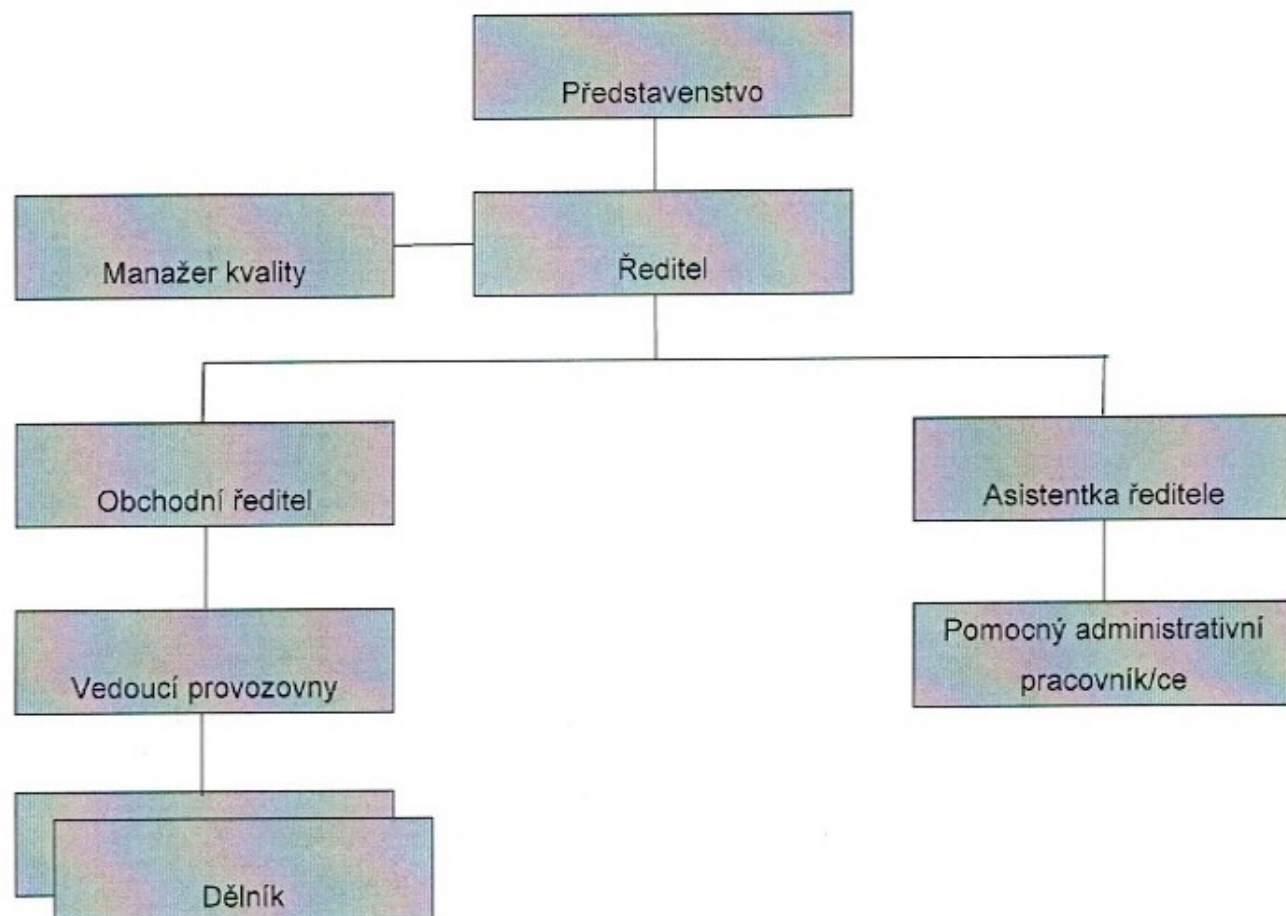 Představenstvo
Manažer kvality
Ředitel
Obchodní ředitel
Asistentka ředitele
Vedoucí provozovny
Pomocný administrativní
pracovník/ce
Dělník